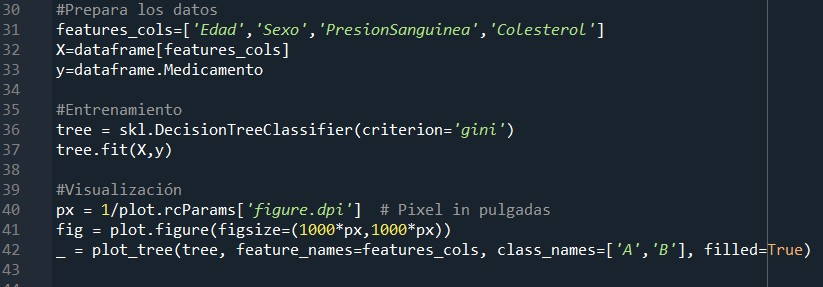 30 #Prepara los datos
31 features_cols=['Edad','Sexo','PresionSanguinea','Colesterol']
32 X=dataframe[features_cols]
33 y=dataframe.Medicamento
34
35 #Entrenamiento
36 tree = skl.DecisionTreeClassifier(criterion='gini')
37 tree.fit(X,y)
38
39 #Visualización
40 px = 1/plot.rcParams['figure.dpi']  # Pixel in pulgadas
41 fig = plot.figure(figsize=(1000*px,1000*px))
42 _ = plot_tree(tree, feature_names=features_cols, class_names=['A','B'], filled=True)
43